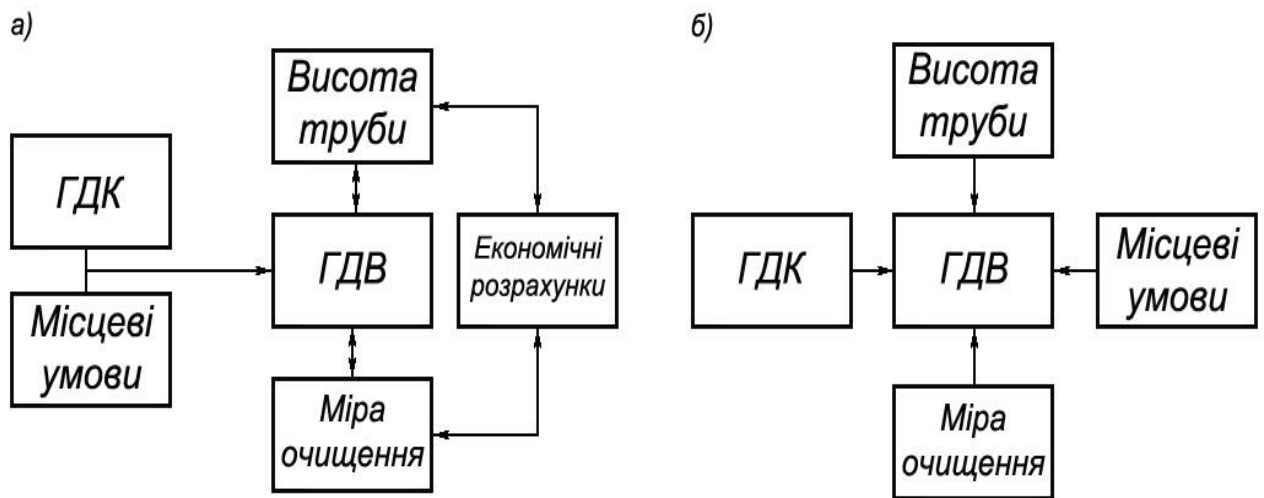 а)
Висота
труби
ГДК
ГДВ
Економічні
розрахунки
Місцеві
умови
Міра
очищення
б)
Висота
труби
ГДК
ГДВ
Місцеві
умови
Міра
очищення